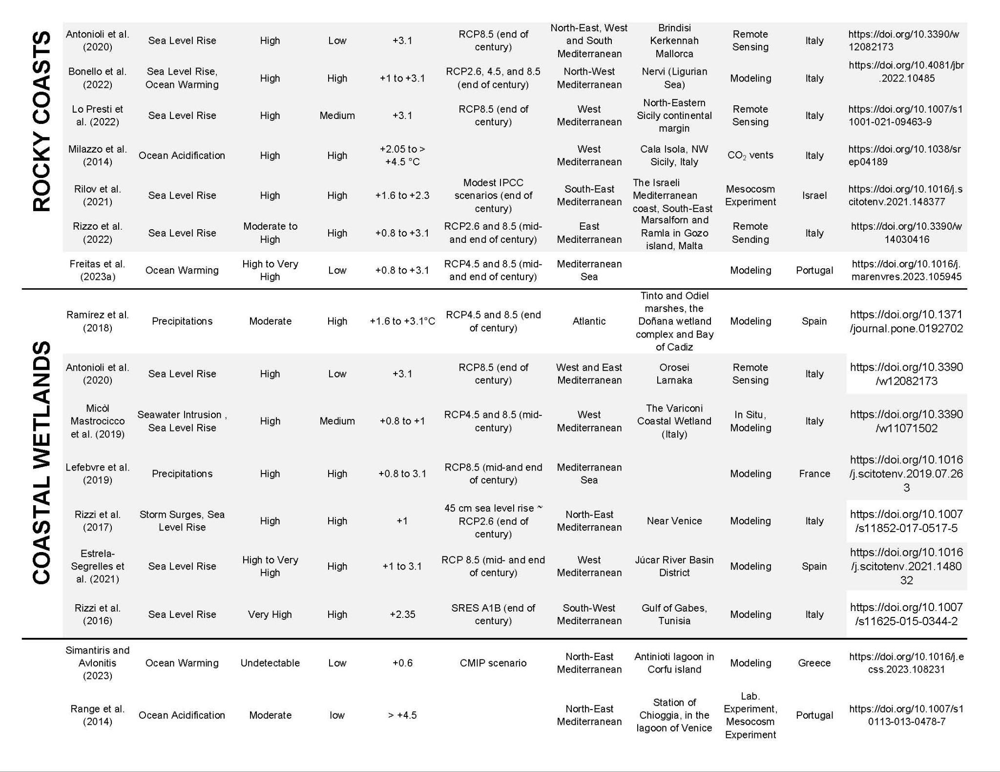 ROCKY COASTS
Antonioli et al.
(2020)
Sea Level Rise
High
Low
+3.1
RCP8.5 (end of
century)
North-East, West
and South
Mediterranean
Brindisi
Kerkennah
Mallorca
Remote
Sensing
Italy
https://doi.org/10.3390/w
12082173
Bonello et al.
(2022)
Sea Level Rise,
Ocean Warming
High
High
+1 to +3.1
RCP2.6, 4.5, and 8.5
(end of century)
North-West
Mediterranean
Nervi (Ligurian
Sea)
Modeling
Italy
https://doi.org/10.4081/jbr
.2022.10485
Lo Presti et
al. (2022)
Sea Level Rise
High
Medium
+3.1
RCP8.5 (end of
century)
West
Mediterranean
North-Eastern
Sicily continental
margin
Remote
Sensing
Italy
https://doi.org/10.1007/s1
1001-021-09463-9
Milazzo et al.
(2014)
Ocean Acidification
High
High
+2.05 to >
+4.5 °C
West
Mediterranean
Cala Isola, NW
Sicily, Italy
CO₂ vents
Italy
https://doi.org/10.1038/sr
ep04189
Rilov et al.
(2021)
Sea Level Rise
High
High
+1.6 to +2.3
Modest IPCC
scenarios (end of
century)
South-East
Mediterranean
The Israeli
Mediterranean
coast, South-East
Mesocosm
Experiment
Israel
https://doi.org/10.1016/j.s
citotenv.2021.148377
Rizzo et al.
(2022)
Sea Level Rise
Moderate to
High
High
+0.8 to +3.1
RCP2.6 and 8.5 (mid-
and end of century)
East
Mediterranean
Marsalforn and
Ramla in Gozo
island, Malta
Remote
Sending
Italy
https://doi.org/10.3390/w
14030416
Freitas et al.
(2023a)
Ocean Warming
High to Very
High
Low
+0.8 to +3.1
RCP4.5 and 8.5 (mid-
and end of century)
Mediterranean
Sea
Modeling
Portugal
https://doi.org/10.1016/j.
marenvres.2023.105945
COASTAL WETLANDS
Ramírez et al.
(2018)
Precipitations
Moderate
High
+1.6 to +3.1°C
RCP4.5 and 8.5 (end
of century)
Atlantic
Tinto and Odiel
marshes, the
Doñana wetland
complex and Bay
of Cadiz
Modeling
Spain
https://doi.org/10.1371
/journal.pone.0192702
Antonioli et al.
(2020)
Sea Level Rise
High
Low
+3.1
RCP8.5 (end of
century)
West and East
Mediterranean
Orosei
Larnaka
Remote
Sensing
Italy
https://doi.org/10.3390
/w12082173
Micòl
Mastrocicco
et al. (2019)
Seawater Intrusion ,
Sea Level Rise
High
Medium
+0.8 to +1
RCP4.5 and 8.5 (mid-
century)
West
Mediterranean
The Variconi
Coastal Wetland
(Italy)
In Situ,
Modeling
Italy
https://doi.org/10.3390
/w11071502
Lefebvre et al.
(2019)
Precipitations
High
High
+0.8 to 3.1
RCP8.5 (mid-and end
of century)
Mediterranean
Sea
Modeling
France
https://doi.org/10.1016
/j.scitotenv.2019.07.26
3
Rizzi et al.
(2017)
Storm Surges, Sea
Level Rise
High
High
+1
45 cm sea level rise ~
RCP2.6 (end of
century)
North-East
Mediterranean
Near Venice
Modeling
Italy
https://doi.org/10.1007
/s11852-017-0517-5
Estrela-
Segrelles et
al. (2021)
Sea Level Rise
High to Very
High
High
+1 to 3.1
RCP 8.5 (mid- and end
of century)
West
Mediterranean
Júcar River Basin
District
Modeling
Spain
https://doi.org/10.1016
/j.scitotenv.2021.1480
32
Rizzi et al.
(2016)
Sea Level Rise
Very High
High
+2.35
SRES A1B (end of
century)
South-West
Mediterranean
Gulf of Gabes,
Tunisia
Modeling
Italy
https://doi.org/10.1007
/s11625-015-0344-2
Simantiris and
Avlonitis
(2023)
Ocean Warming
Undetectable
Low
+0.6
CMIP scenario
North-East
Mediterranean
Antinioti lagoon in
Corfu island
Modeling
Greece
https://doi.org/10.1016/j.e
css.2023.108231
Range et al.
(2014)
Ocean Acidification
Moderate
low
> +4.5
North-East
Mediterranean
Station of
Chioggia, in the
lagoon of Venice
Lab.
Experiment,
Mesocosm
Experiment
Portugal
https://doi.org/10.1007/s1
0113-013-0478-7